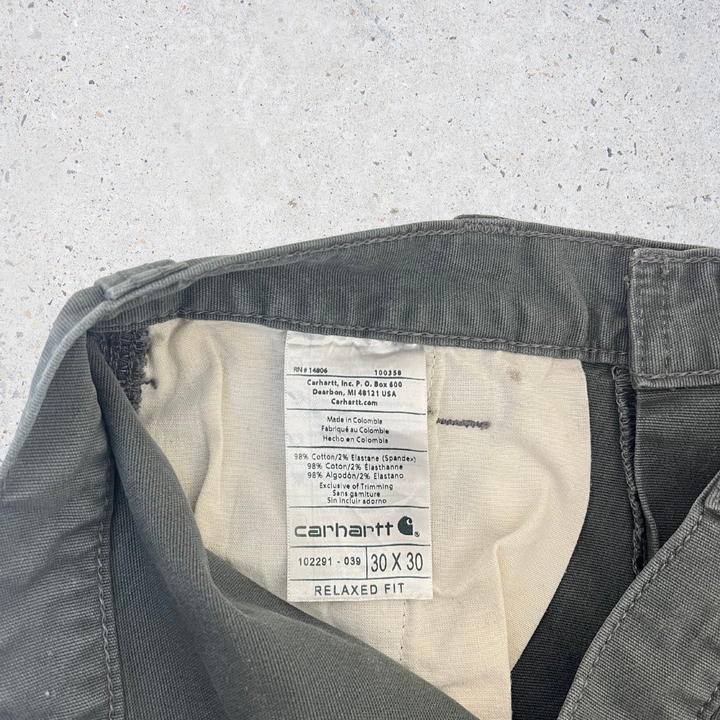 RN# 14806 100358
Carhartt, Inc. P. O. Box 600
Dearbon, MI 48121 USA
Carhartt.com
Made in Colombia
Fabriqué au Colombie
Hecho en Colombia
98% Cotton/2% Elastane (Spandex)
98% Coton/2% Élasthanne
98% Algodón/2% Elastano
Exclusive of Trimming
Sans garniture
Sin incluir adorno
carhartt
102291 - 039 30 X 30
RELAXED FIT